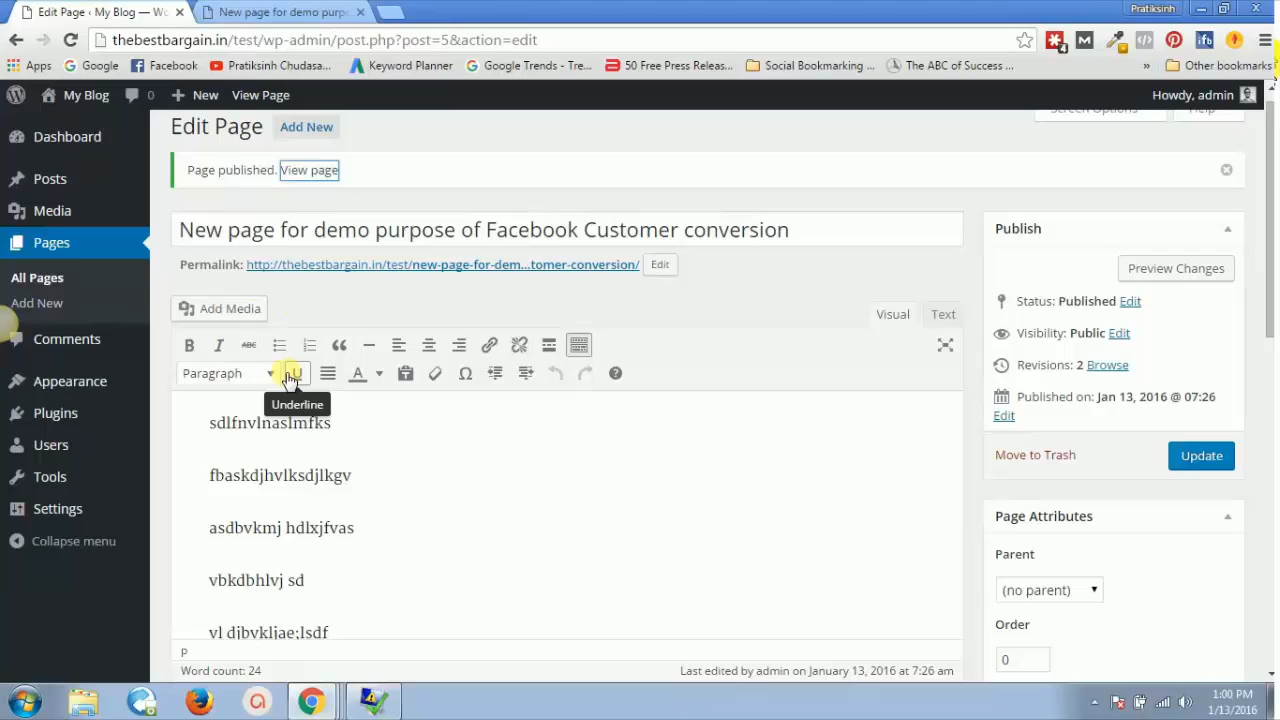 Edit Page ‹ My Blog — Wo
New page for demo purpo
Pratiksinh
thebestbargain.in/test/wp-admin/post.php?post=5&action=edit
4
Apps Google Facebook Pratiksinh Chudasa... Keyword Planner Google Trends - Tre... 50 Free Press Releas... Social Bookmarking ... The ABC of Success ... » Other bookmarks
My Blog 0 New View Page Howdy, admin
Edit Page Add New
Screen Options Help
Dashboard
Posts
Media
Pages
All Pages
Add New
Comments
Appearance
Plugins
Users
Tools
Settings
Collapse menu
Page published. View page
New page for demo purpose of Facebook Customer conversion
Permalink: http://thebestbargain.in/test/new-page-for-dem...tomer-conversion/ Edit
Add Media
Visual Text
B I ABC
Paragraph U A Ω
Underline
sdlfnvlnaslmfks
fbaskdjhvlksdjlkgv
asdbvkmj hdlxjfvas
vbkdbhlvj sd
vl djbvkljae;lsdf
p
Word count: 24
Last edited by admin on January 13, 2016 at 7:26 am
Publish
Preview Changes
Status: Published Edit
Visibility: Public Edit
Revisions: 2 Browse
Published on: Jan 13, 2016 @ 07:26
Edit
Move to Trash Update
Page Attributes
Parent
(no parent)
Order
0
1:00 PM
1/13/2016